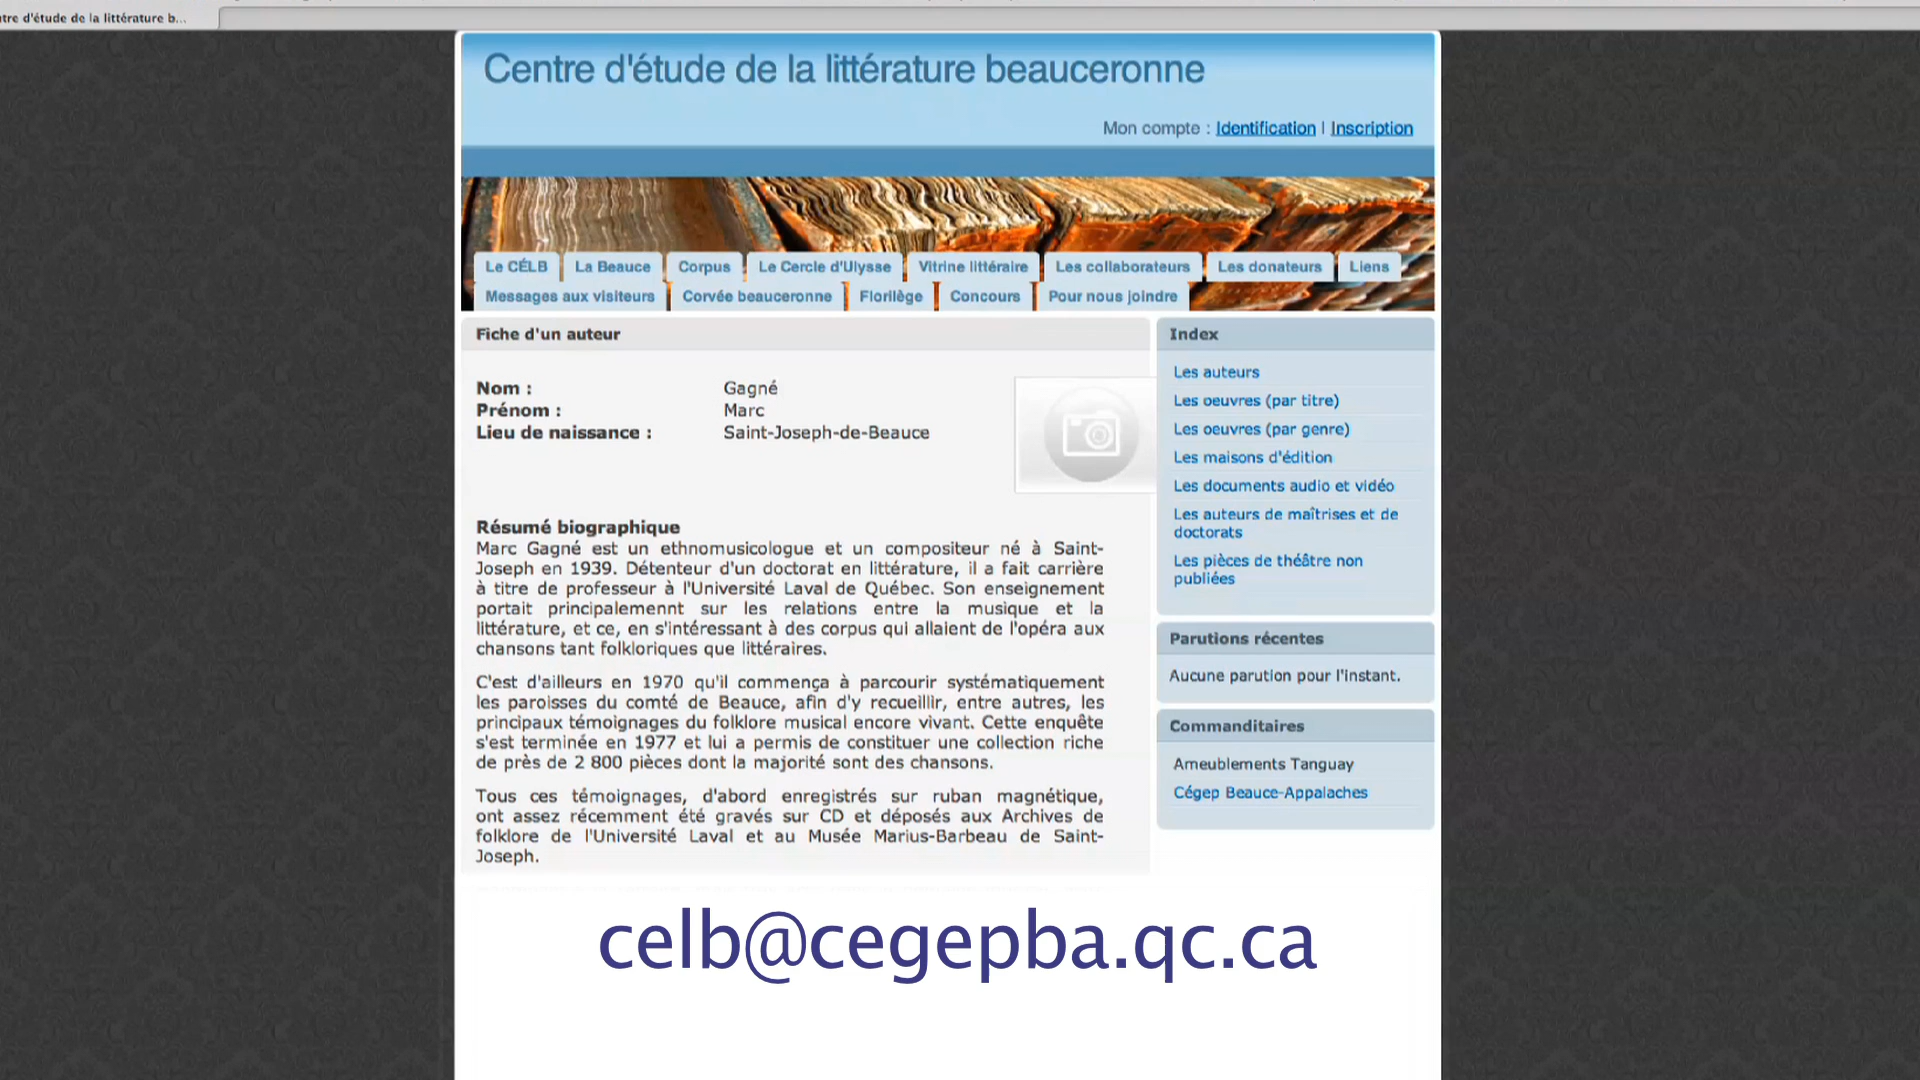 tre d'étude de la littérature b...
Centre d'étude de la littérature beauceronne
Mon compte : Identification | Inscription
Le CÉLB La Beauce Corpus Le Cercle d'Ulysse Vitrine littéraire Les collaborateurs Les donateurs Liens
Messages aux visiteurs Corvée beauceronne Florilège Concours Pour nous joindre
Fiche d'un auteur
Nom : Gagné
Prénom : Marc
Lieu de naissance : Saint-Joseph-de-Beauce
Résumé biographique
Marc Gagné est un ethnomusicologue et un compositeur né à Saint-
Joseph en 1939. Détenteur d'un doctorat en littérature, il a fait carrière
à titre de professeur à l'Université Laval de Québec. Son enseignement
portait principalemennt sur les relations entre la musique et la
littérature, et ce, en s'intéressant à des corpus qui allaient de l'opéra aux
chansons tant folkloriques que littéraires.
C'est d'ailleurs en 1970 qu'il commença à parcourir systématiquement
les paroisses du comté de Beauce, afin d'y recueillir, entre autres, les
principaux témoignages du folklore musical encore vivant. Cette enquête
s'est terminée en 1977 et lui a permis de constituer une collection riche
de près de 2 800 pièces dont la majorité sont des chansons.
Tous ces témoignages, d'abord enregistrés sur ruban magnétique,
ont assez récemment été gravés sur CD et déposés aux Archives de
folklore de l'Université Laval et au Musée Marius-Barbeau de Saint-
Joseph.
Index
Les auteurs
Les oeuvres (par titre)
Les oeuvres (par genre)
Les maisons d'édition
Les documents audio et vidéo
Les auteurs de maîtrises et de
doctorats
Les pièces de théâtre non
publiées
Parutions récentes
Aucune parution pour l'instant.
Commanditaires
Ameublements Tanguay
Cégep Beauce-Appalaches
celb@cegepba.qc.ca